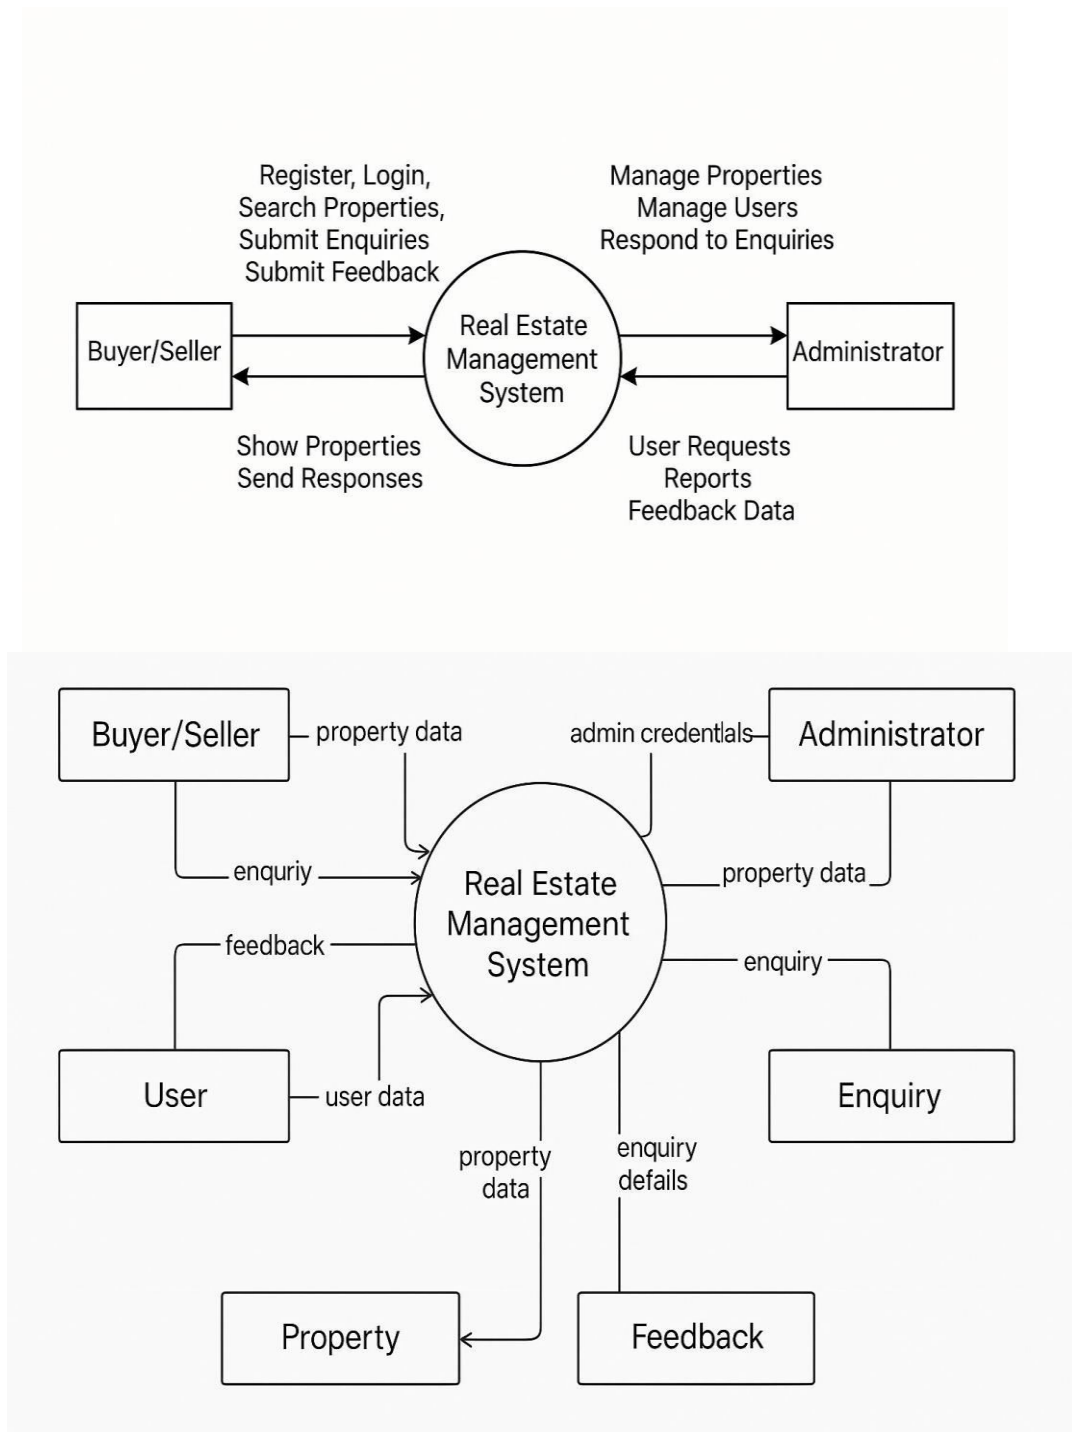 Register, Login,
Search Properties,
Submit Enquiries
Submit Feedback
Manage Properties
Manage Users
Respond to Enquiries
Buyer/Seller
Real Estate
Management
System
Administrator
Show Properties
Send Responses
User Requests
Reports
Feedback Data
Buyer/Seller
property data
admin credentials
Administrator
enquriy
Real Estate
Management
System
property data
feedback
enquiry
User
user data
Enquiry
property
data
enquiry
defails
Property
Feedback